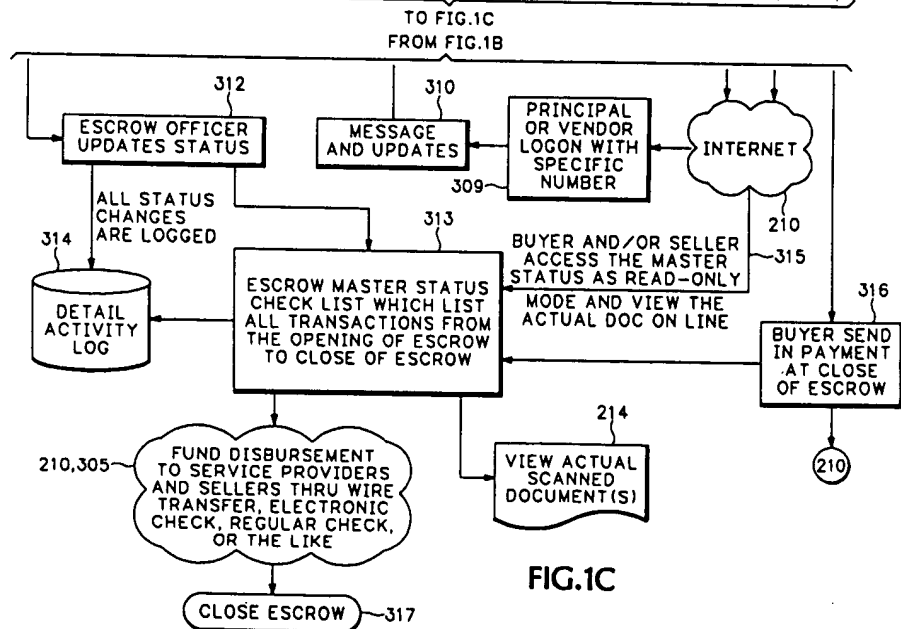 TO FIG.1C
FROM FIG.1B
312
ESCROW OFFICER
UPDATES STATUS
310
MESSAGE
AND UPDATES
PRINCIPAL
OR VENDOR
LOGON WITH
SPECIFIC
NUMBER
309
INTERNET
210
ALL STATUS
CHANGES
ARE LOGGED
314
DETAIL
ACTIVITY
LOG
313
ESCROW MASTER STATUS
CHECK LIST WHICH LIST
ALL TRANSACTIONS FROM
THE OPENING OF ESCROW
TO CLOSE OF ESCROW
BUYER AND/OR SELLER
ACCESS THE MASTER
STATUS AS READ-ONLY
MODE AND VIEW THE
ACTUAL DOC ON LINE
315
316
BUYER SEND
IN PAYMENT
AT CLOSE
OF ESCROW
210
210,305
FUND DISBURSEMENT
TO SERVICE PROVIDERS
AND SELLERS THRU WIRE
TRANSFER, ELECTRONIC
CHECK, REGULAR CHECK,
OR THE LIKE
214
VIEW ACTUAL
SCANNED
DOCUMENT(S)
CLOSE ESCROW
317
FIG.1C